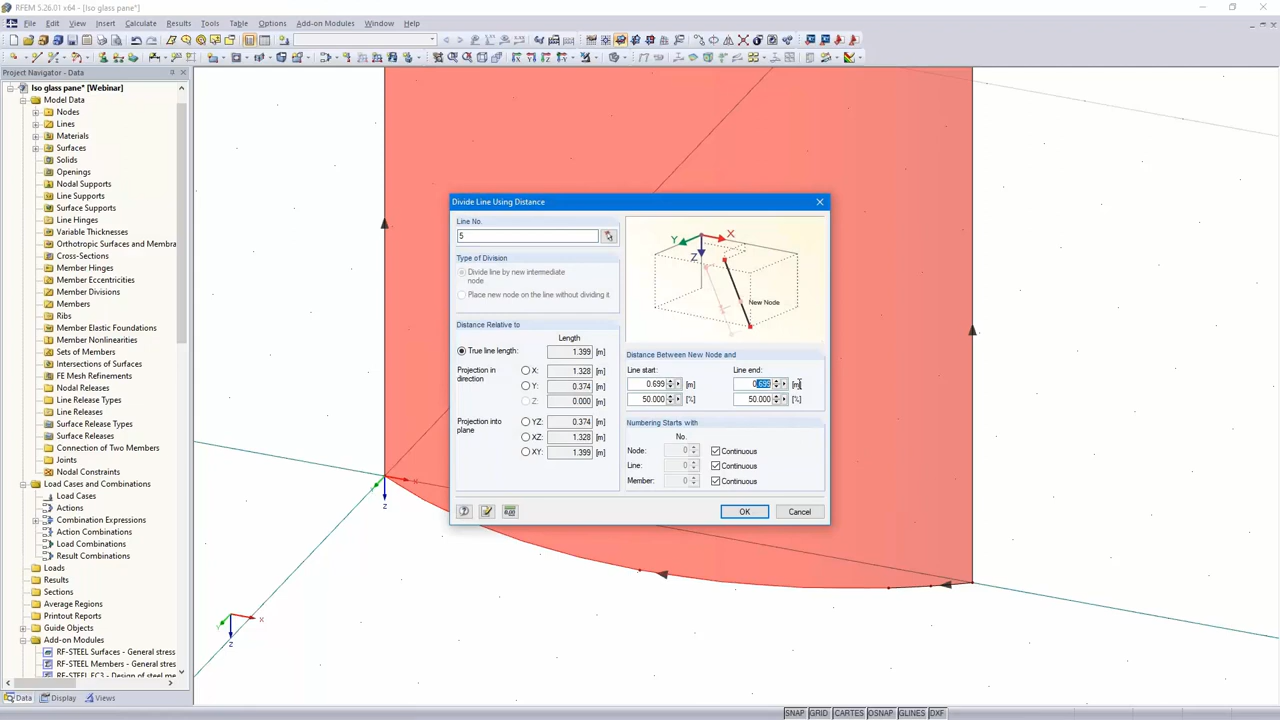 RFEM 5.26.01 x64 - [Iso glass pane*]
File Edit View Insert Calculate Results Tools Table Options Add-on Modules Window Help
Project Navigator - Data
Iso glass pane* [Webinar]
Model Data
Nodes
Lines
Materials
Surfaces
Solids
Openings
Nodal Supports
Line Supports
Surface Supports
Line Hinges
Variable Thicknesses
Orthotropic Surfaces and Membra
Cross-Sections
Member Hinges
Member Eccentricities
Member Divisions
Members
Ribs
Member Elastic Foundations
Member Nonlinearities
Sets of Members
Intersections of Surfaces
FE Mesh Refinements
Line Release Types
Line Releases
Surface Release Types
Surface Releases
Connection of Two Members
Joints
Nodal Constraints
Load Cases and Combinations
Load Cases
Actions
Combination Expressions
Action Combinations
Load Combinations
Result Combinations
Loads
Results
Sections
Average Regions
Printout Reports
Guide Objects
Add-on Modules
RF-STEEL Surfaces - General stress
RF-STEEL Members - General stres
RF-STEEL EC3 - Design of steel me
Data Display Views
Divide Line Using Distance
Line No.
5
Type of Division
Divide line by new intermediate
node
Place new node on the line without dividing it
Distance Relative to
Length
True line length: 1.399 [m]
Projection in
direction
X: 1.328 [m]
Y: 0.374 [m]
Z: 0.000 [m]
Projection into
plane
YZ: 0.374 [m]
XZ: 1.328 [m]
XY: 1.399 [m]
X
Y
Z
New Node
Distance Between New Node and
Line start: Line end:
0.699 [m] 0.699 [m]
50.000 [%] 50.000 [%]
Numbering Starts with
No.
Node: 0 Continuous
Line: 0 Continuous
Member: 0 Continuous
OK Cancel
x
Y
Z
X
Y
Z
SNAP GRID CARTES OSNAP GLINES DXF